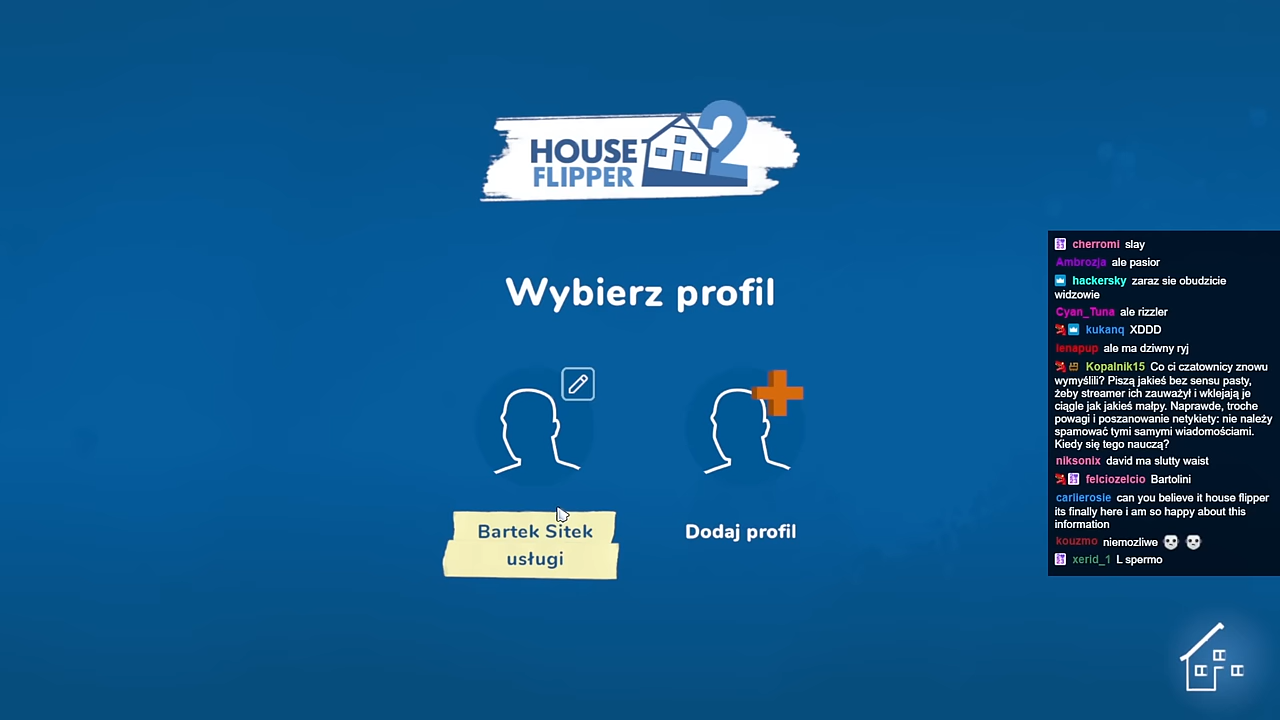 HOUSE
FLIPPER
2
Wybierz profil
Bartek Sitek
usługi
Dodaj profil
cherromi slay
Ambrozja ale pasior
hackersky zaraz sie obudzicie
widzowie
Cyan_Tuna ale rizzler
kukanq XDDD
lenapup ale ma dziwny ryj
Kopalnik15 Co ci czatownicy znowu
wymyślili? Piszą jakieś bez sensu pasty,
żeby streamer ich zauważył i wklejają je
ciągle jak jakieś małpy. Naprawde, troche
powagi i poszanowanie netykiety: nie należy
spamować tymi samymi wiadomościami.
Kiedy się tego nauczą?
niksonix david ma slutty waist
felciozelcio Bartolini
carlierosie can you believe it house flipper
its finally here i am so happy about this
information
kouzmo niemozliwe
xerid_1 L spermo